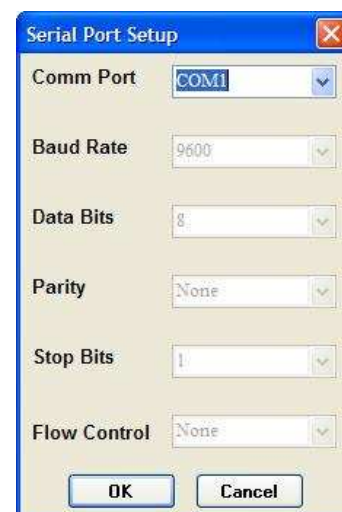 Serial Port Setup
Comm Port COM1
Baud Rate 9600
Data Bits 8
Parity None
Stop Bits 1
Flow Control None
OK Cancel